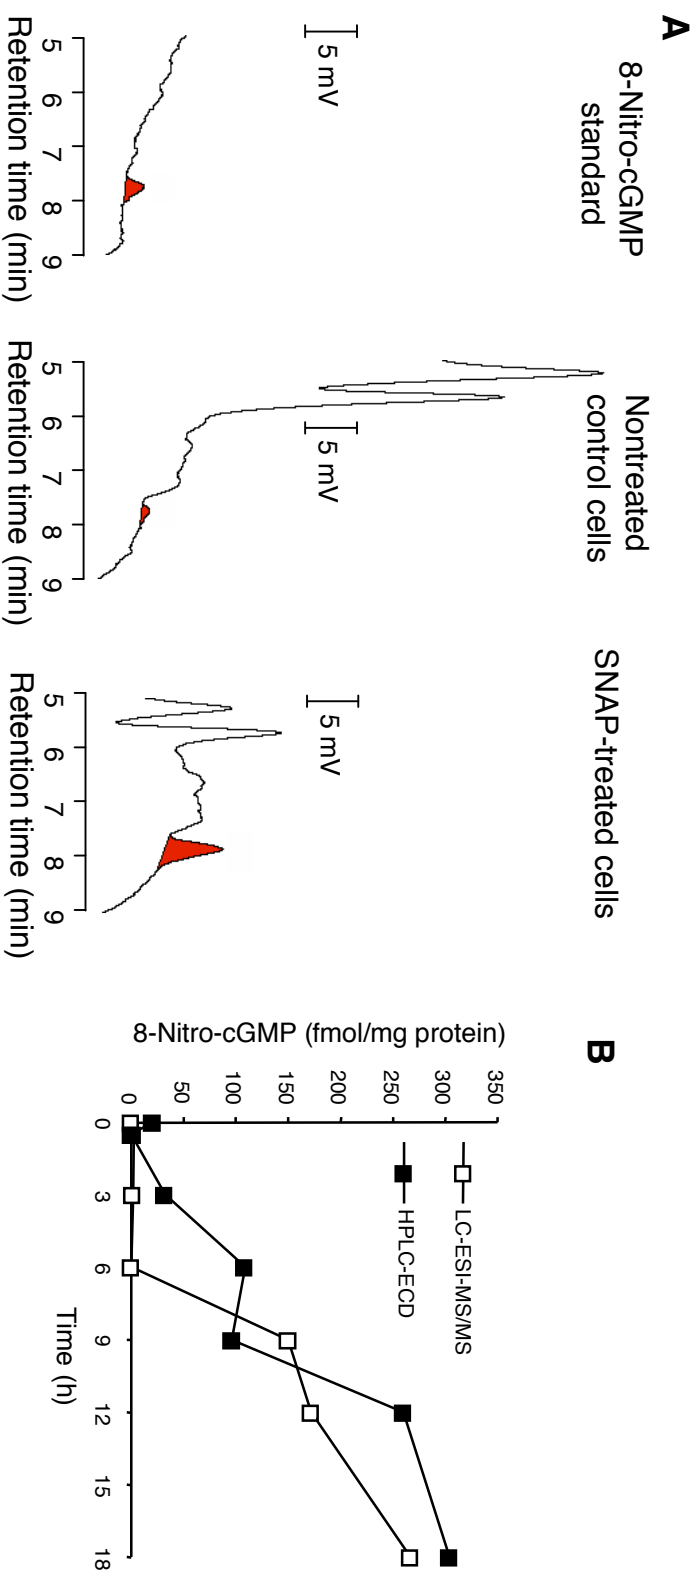 A
8-Nitro-cGMP
standard
5 mV
5 6 7 8 9
Retention time (min)
Nontreated
control cells
5 mV
5 6 7 8 9
Retention time (min)
SNAP-treated cells
5 mV
5 6 7 8 9
Retention time (min)
B
8-Nitro-cGMP (fmol/mg protein)
350
300
250
200
150
100
50
0
LC-ESI-MS/MS
HPLC-ECD
0 3 6 9 12 15 18
Time (h)